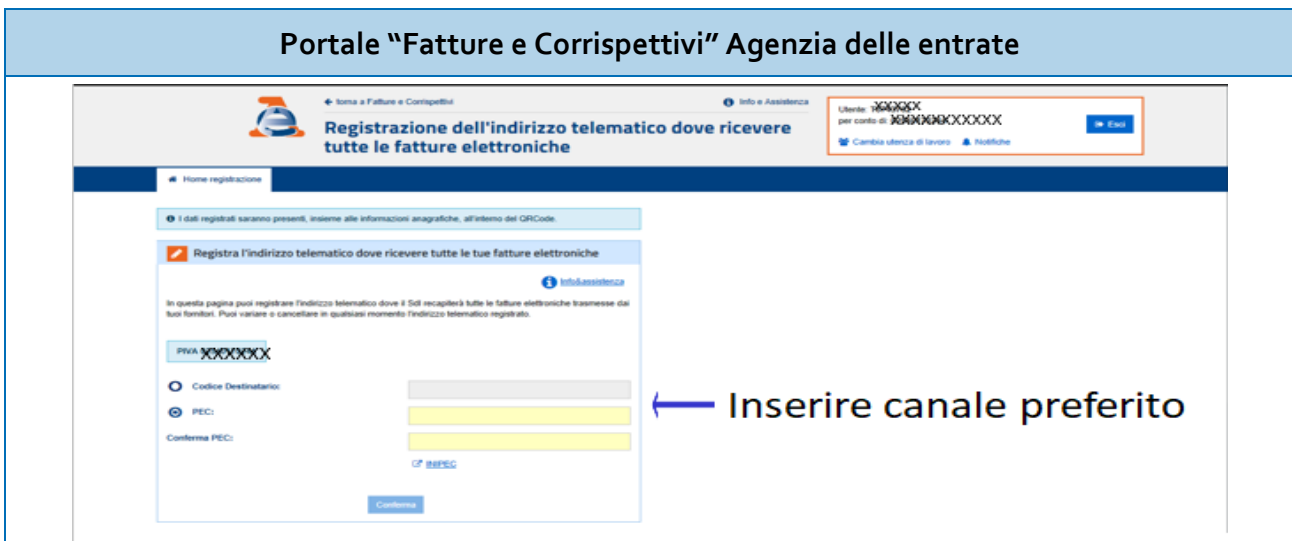 Portale “Fatture e Corrispettivi” Agenzia delle entrate
torna a Fatture e Corrispettivi
Info e Assistenza
Registrazione dell'indirizzo telematico dove ricevere
tutte le fatture elettroniche
Utente: XXXXX
per conto di: XXXXX
Cambia utenza di lavoro
Notifiche
Esci
Home registrazione
I dati registrati saranno presenti, insieme alle informazioni anagrafiche, all'interno del QRCode.
Registra l'indirizzo telematico dove ricevere tutte le tue fatture elettroniche
Info&assistenza
In questa pagina puoi registrare l'indirizzo telematico dove il SdI recapiterà tutte le fatture elettroniche trasmesse dai
tuoi fornitori. Puoi variare o cancellare in qualsiasi momento l'indirizzo telematico registrato.
PIVA XXXXXX
Codice Destinatario:
PEC:
Inserire canale preferito
Conferma PEC:
INIPEC
Conferma